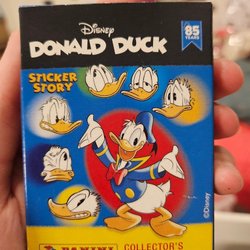 Disney
DONALD DUCK
85
YEARS
STICKER
STORY
©Disney
PANINI
COLLECTOR'S